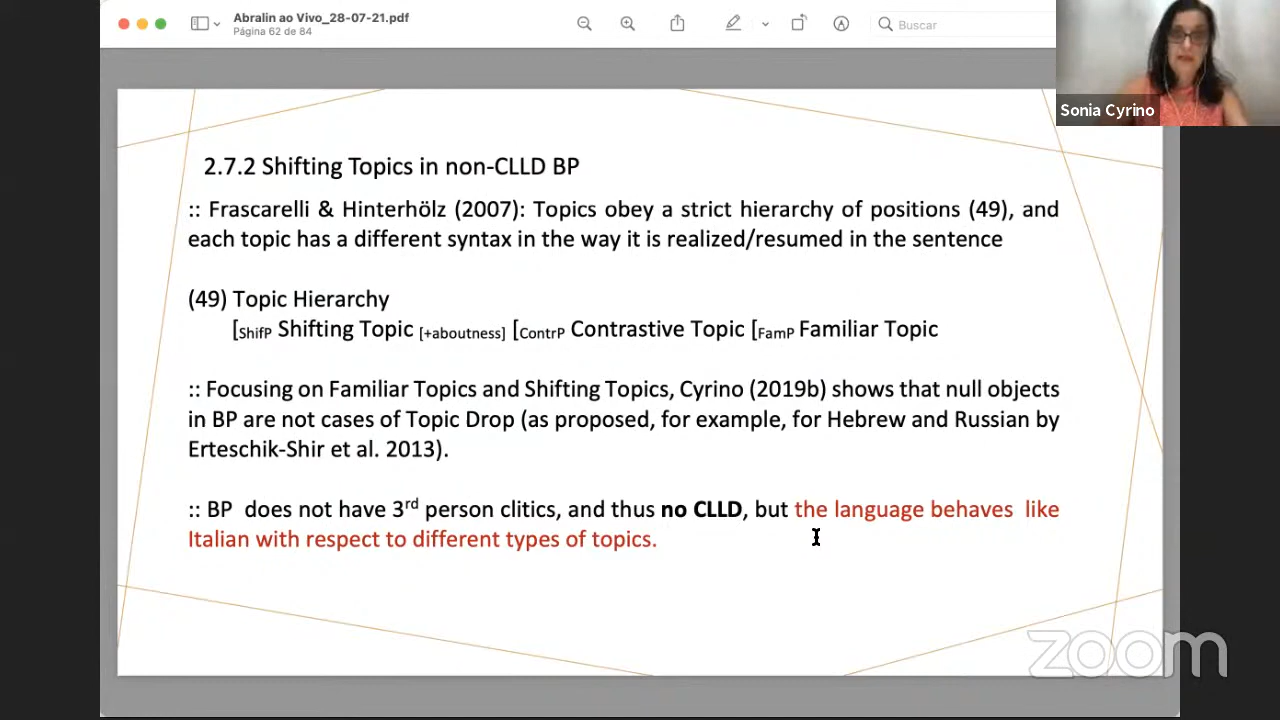 Abralin ao Vivo_28-07-21.pdf
Página 62 de 84
Buscar
Sonia Cyrino
2.7.2 Shifting Topics in non-CLLD BP
:: Frascarelli & Hinterhölz (2007): Topics obey a strict hierarchy of positions (49), and
each topic has a different syntax in the way it is realized/resumed in the sentence
(49) Topic Hierarchy
[ShifP Shifting Topic [+aboutness] [ContrP Contrastive Topic [FamP Familiar Topic
:: Focusing on Familiar Topics and Shifting Topics, Cyrino (2019b) shows that null objects
in BP are not cases of Topic Drop (as proposed, for example, for Hebrew and Russian by
Erteschik-Shir et al. 2013).
:: BP does not have 3rd person clitics, and thus no CLLD, but the language behaves like
Italian with respect to different types of topics.
zoom